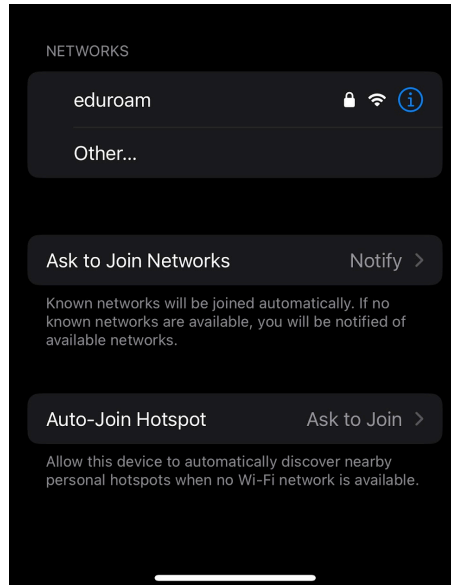 NETWORKS
eduroam
Other...
Ask to Join Networks Notify
Known networks will be joined automatically. If no
known networks are available, you will be notified of
available networks.
Auto-Join Hotspot Ask to Join
Allow this device to automatically discover nearby
personal hotspots when no Wi-Fi network is available.